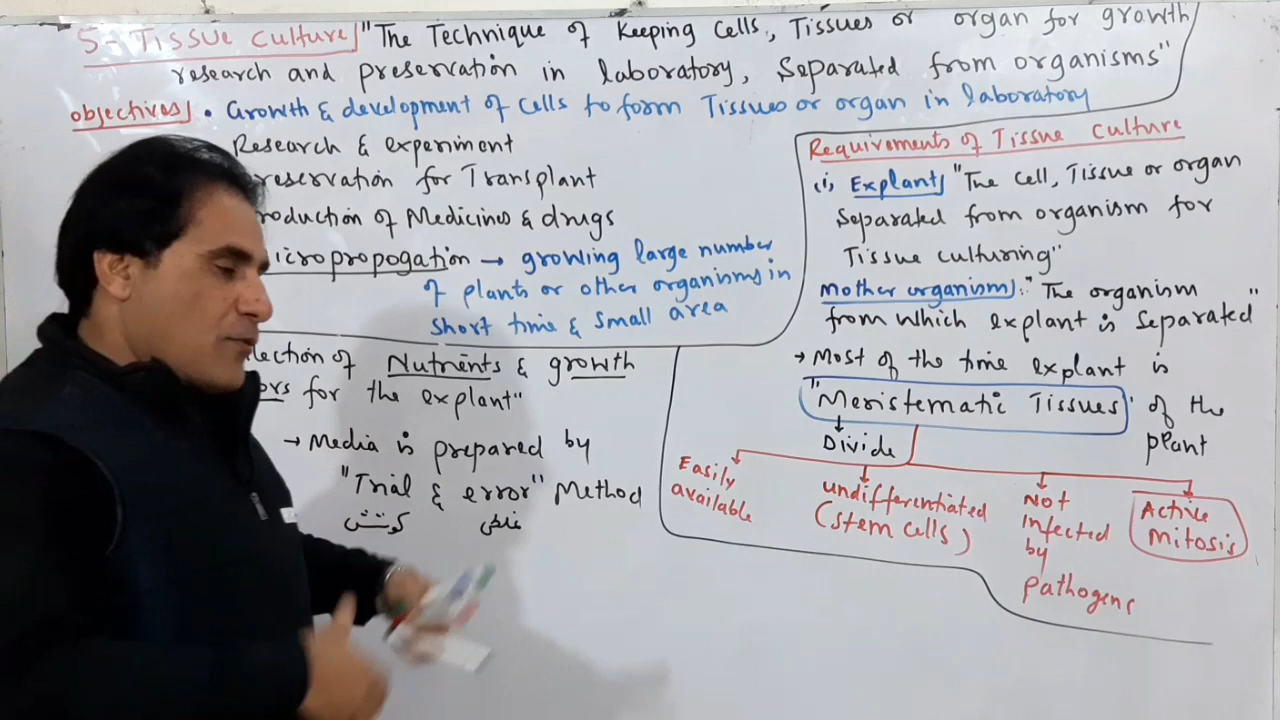 5- Tissue culture "The Technique of Keeping Cells, Tissues or organ for growth
research and preservation in laboratory, Separated from organisms"
objectives • Growth & development of cells to form Tissues or organ in laboratory
Research & experiment
reservation for Transplant
roduction of Medicines & drugs
icropropogation → growing large number
of plants or other organisms in
short time & small area
lection of Nutrients & growth
ors for the explant"
→ Media is prepared by
"Trial & error" Method
کوشش غلطی
Requirements of Tissue culture
(i) Explant "The cell, Tissue or organ
separated from organism for
Tissue culturing"
Mother organism: "The organism
from which explant is separated"
→ Most of the time explant is
"Meristematic Tissues" of the
plant
Divide
Easily
available
undifferentiated
(stem cells)
Not
infected
by
pathogens
Active
Mitosis